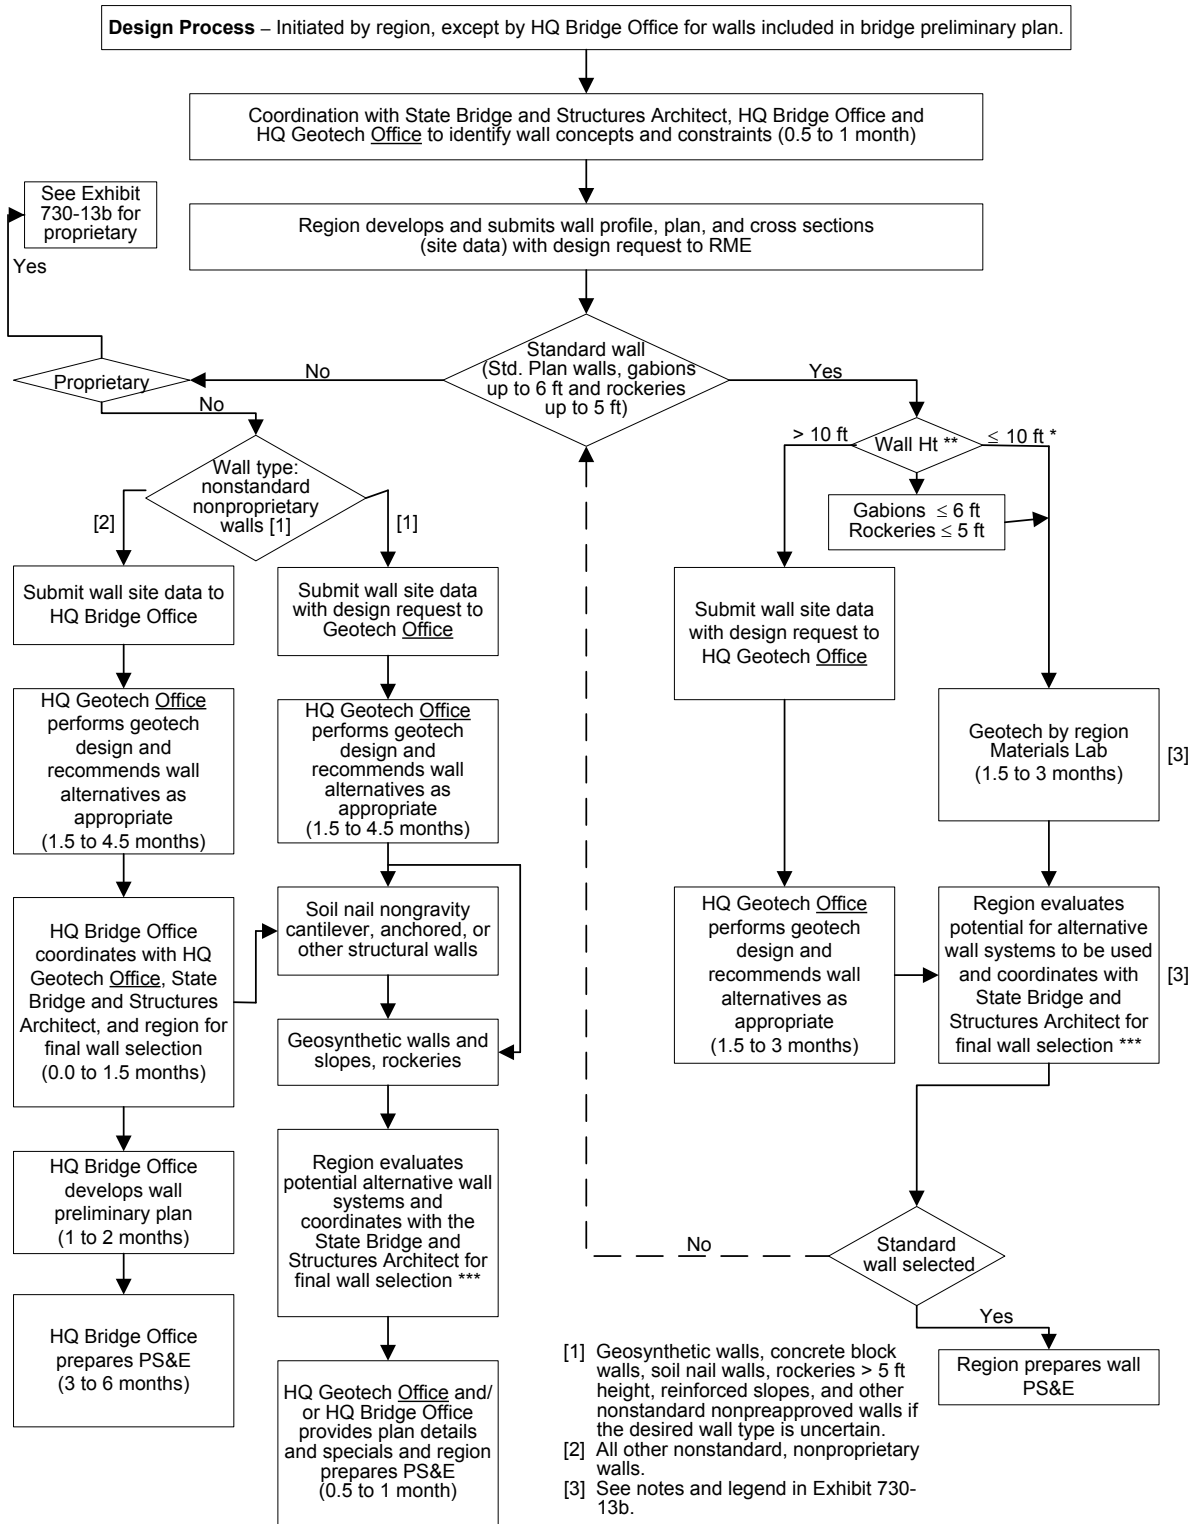 Design Process – Initiated by region, except by HQ Bridge Office for walls included in bridge preliminary plan.
Coordination with State Bridge and Structures Architect, HQ Bridge Office and
HQ Geotech Office to identify wall concepts and constraints (0.5 to 1 month)
See Exhibit
730-13b for
proprietary
Region develops and submits wall profile, plan, and cross sections
(site data) with design request to RME
Yes
Standard wall
(Std. Plan walls, gabions
up to 6 ft and rockeries
up to 5 ft)
No
Yes
Proprietary
No
Wall Ht **
> 10 ft
≤ 10 ft *
Wall type:
nonstandard
nonproprietary
walls [1]
[2]
[1]
Gabions ≤ 6 ft
Rockeries ≤ 5 ft
Submit wall site data to
HQ Bridge Office
Submit wall site data
with design request to
Geotech Office
Submit wall site data
with design request to
HQ Geotech Office
HQ Geotech Office
performs geotech
design and
recommends wall
alternatives as
appropriate
(1.5 to 4.5 months)
HQ Geotech Office
performs geotech
design and
recommends wall
alternatives as
appropriate
(1.5 to 4.5 months)
Geotech by region
Materials Lab
(1.5 to 3 months)
[3]
HQ Bridge Office
coordinates with HQ
Geotech Office, State
Bridge and Structures
Architect, and region for
final wall selection
(0.0 to 1.5 months)
Soil nail nongravity
cantilever, anchored, or
other structural walls
HQ Geotech Office
performs geotech
design and
recommends wall
alternatives as
appropriate
(1.5 to 3 months)
Region evaluates
potential for alternative
wall systems to be used
and coordinates with
State Bridge and
Structures Architect for
final wall selection ***
[3]
Geosynthetic walls and
slopes, rockeries
HQ Bridge Office
develops wall
preliminary plan
(1 to 2 months)
Region evaluates
potential alternative wall
systems and
coordinates with the
State Bridge and
Structures Architect for
final wall selection ***
No
Standard
wall selected
Yes
HQ Bridge Office
prepares PS&E
(3 to 6 months)
Region prepares wall
PS&E
HQ Geotech Office and/
or HQ Bridge Office
provides plan details
and specials and region
prepares PS&E
(0.5 to 1 month)
[1] Geosynthetic walls, concrete block
walls, soil nail walls, rockeries > 5 ft
height, reinforced slopes, and other
nonstandard nonpreapproved walls if
the desired wall type is uncertain.
[2] All other nonstandard, nonproprietary
walls.
[3] See notes and legend in Exhibit 730-
13b.